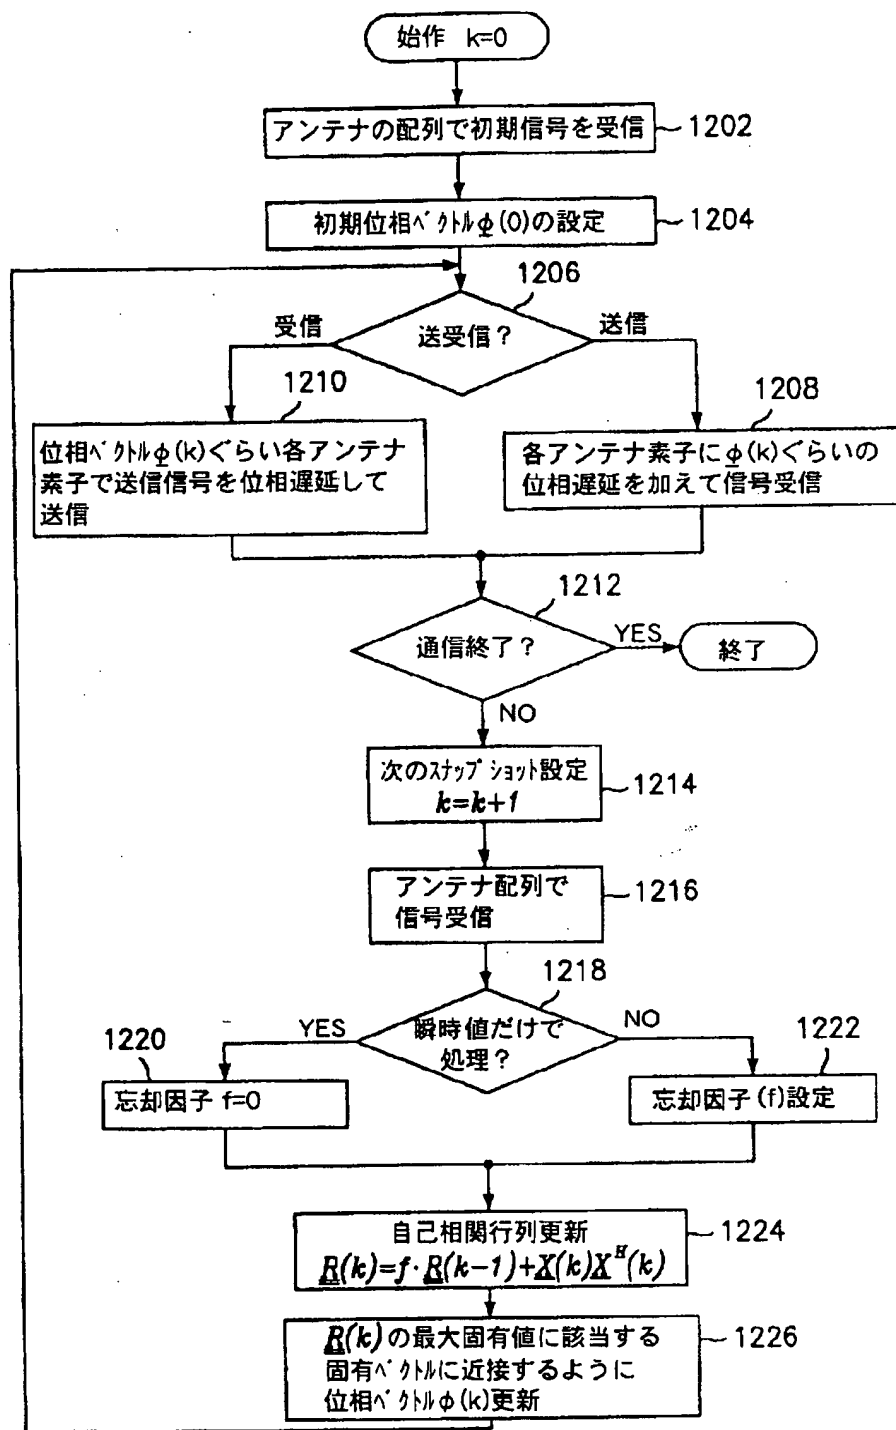 始作 k=0
アンテナの配列で初期信号を受信
1202
初期位相ベクトルφ(0)の設定
1204
1206
受信
送受信？
送信
1210
1208
位相ベクトルφ(k)ぐらい各アンテナ
素子で送信信号を位相遅延して
送信
各アンテナ素子にφ(k)ぐらいの
位相遅延を加えて信号受信
1212
通信終了？
YES
終了
NO
次のスナップショット設定
k=k+1
1214
アンテナ配列で
信号受信
1216
1218
YES
瞬時値だけで
処理？
NO
1220
1222
忘却因子 f=0
忘却因子(f)設定
自己相関行列更新
R(k)=f·R(k-1)+X(k)X^H(k)
1224
R(k)の最大固有値に該当する
固有ベクトルに近接するように
位相ベクトルφ(k)更新
1226